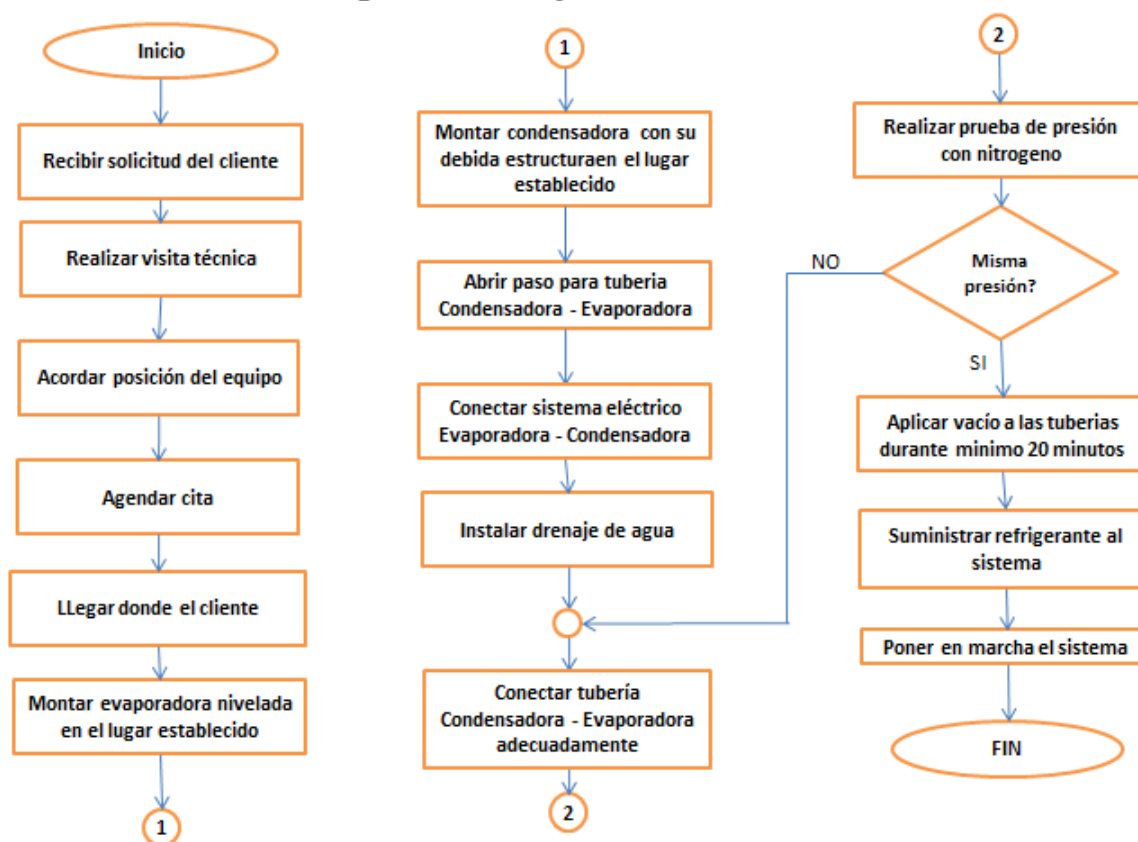 Inicio
Recibir solicitud del cliente
Realizar visita técnica
Acordar posición del equipo
Agendar cita
LLegar donde el cliente
Montar evaporadora nivelada
en el lugar establecido
1
1
Montar condensadora con su
debida estructuraen el lugar
establecido
Abrir paso para tuberia
Condensadora - Evaporadora
Conectar sistema eléctrico
Evaporadora - Condensadora
Instalar drenaje de agua
Conectar tubería
Condensadora - Evaporadora
adecuadamente
2
2
Realizar prueba de presión
con nitrogeno
Misma
presión?
NO
SI
Aplicar vacío a las tuberias
durante minimo 20 minutos
Suministrar refrigerante al
sistema
Poner en marcha el sistema
FIN